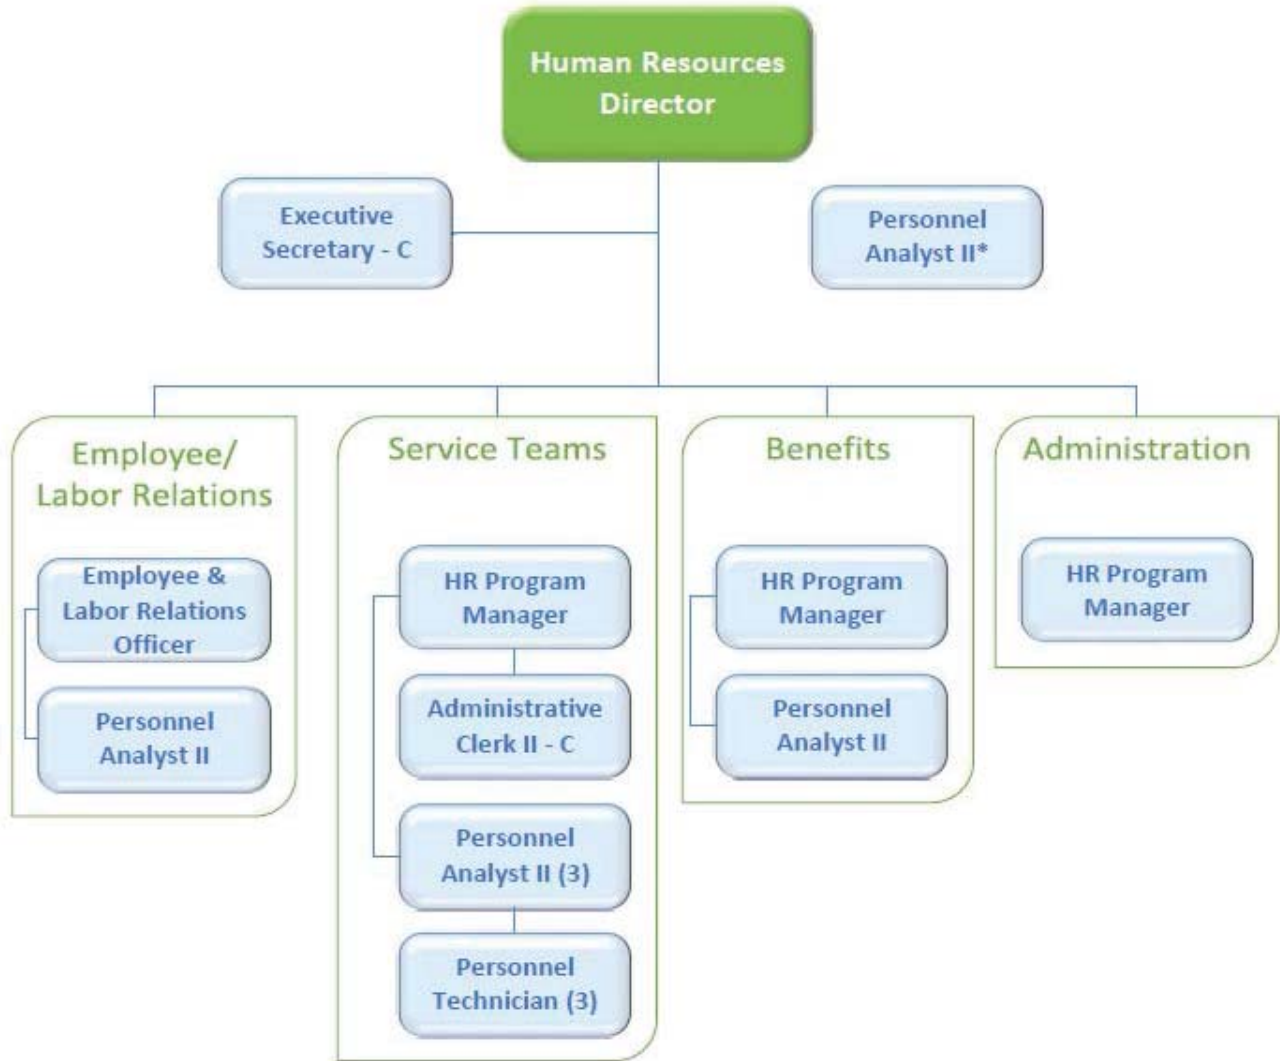 Human Resources
Director
Executive
Secretary - C
Personnel
Analyst II*
Employee/
Labor Relations
Employee &
Labor Relations
Officer
Personnel
Analyst II
Service Teams
HR Program
Manager
Administrative
Clerk II - C
Personnel
Analyst II (3)
Personnel
Technician (3)
Benefits
HR Program
Manager
Personnel
Analyst II
Administration
HR Program
Manager